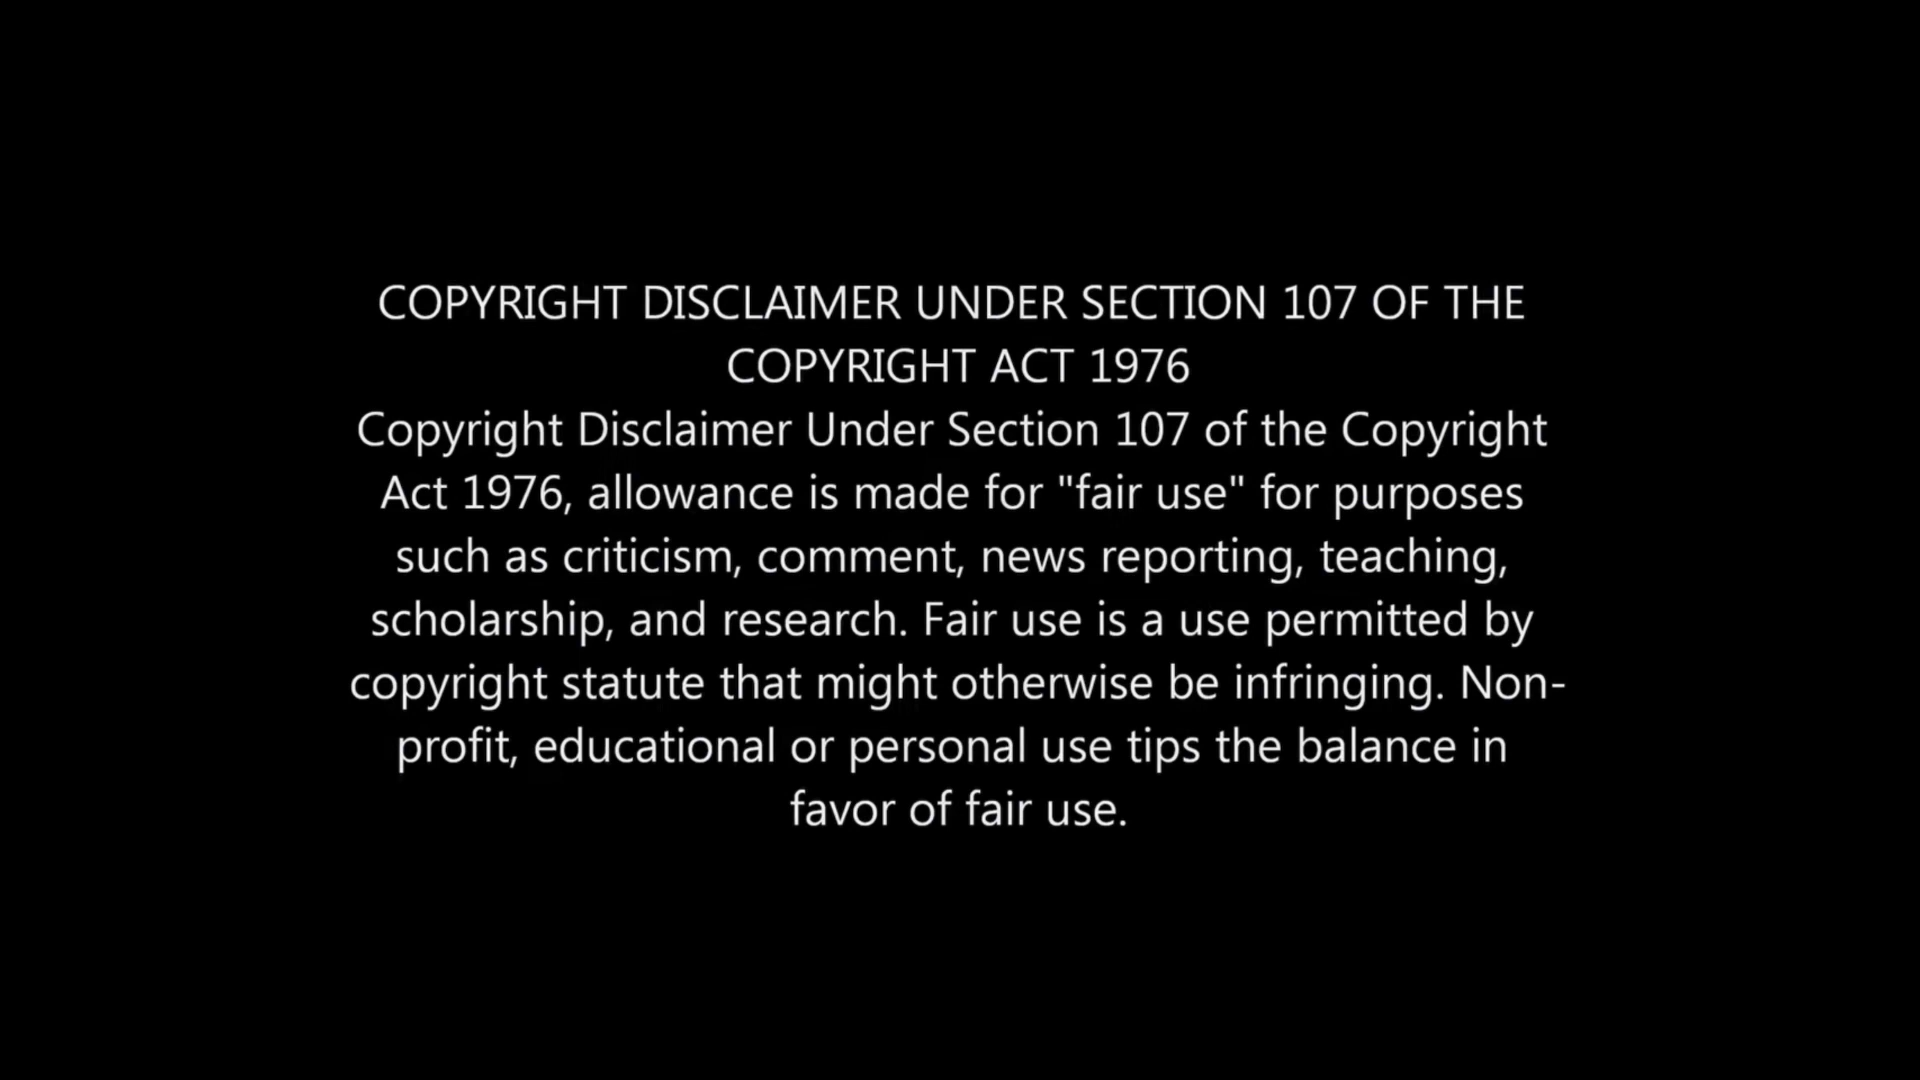 COPYRIGHT DISCLAIMER UNDER SECTION 107 OF THE
COPYRIGHT ACT 1976
Copyright Disclaimer Under Section 107 of the Copyright
Act 1976, allowance is made for "fair use" for purposes
such as criticism, comment, news reporting, teaching,
scholarship, and research. Fair use is a use permitted by
copyright statute that might otherwise be infringing. Non-
profit, educational or personal use tips the balance in
favor of fair use.